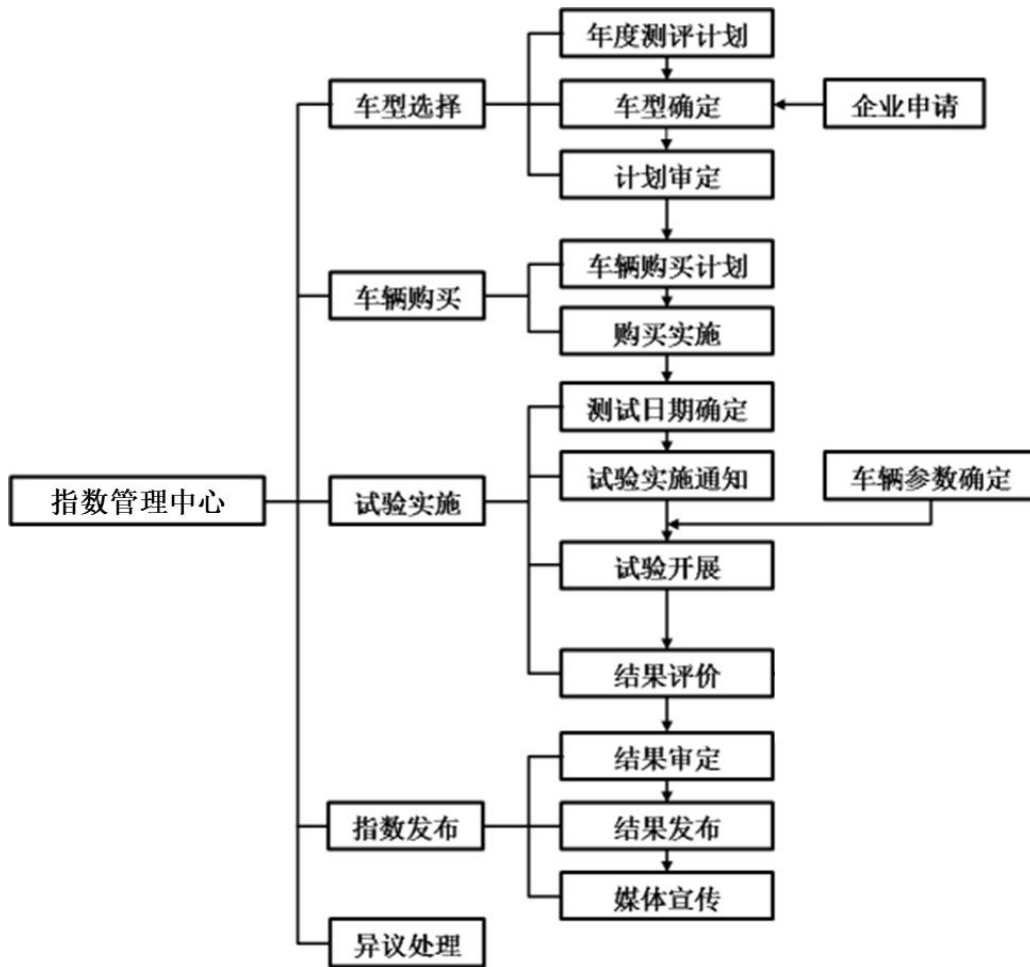 年度测评计划
车型选择
车型确定
企业申请
计划审定
车辆购买计划
车辆购买
购买实施
测试日期确定
指数管理中心
试验实施
试验实施通知
车辆参数确定
试验开展
结果评价
结果审定
指数发布
结果发布
媒体宣传
异议处理